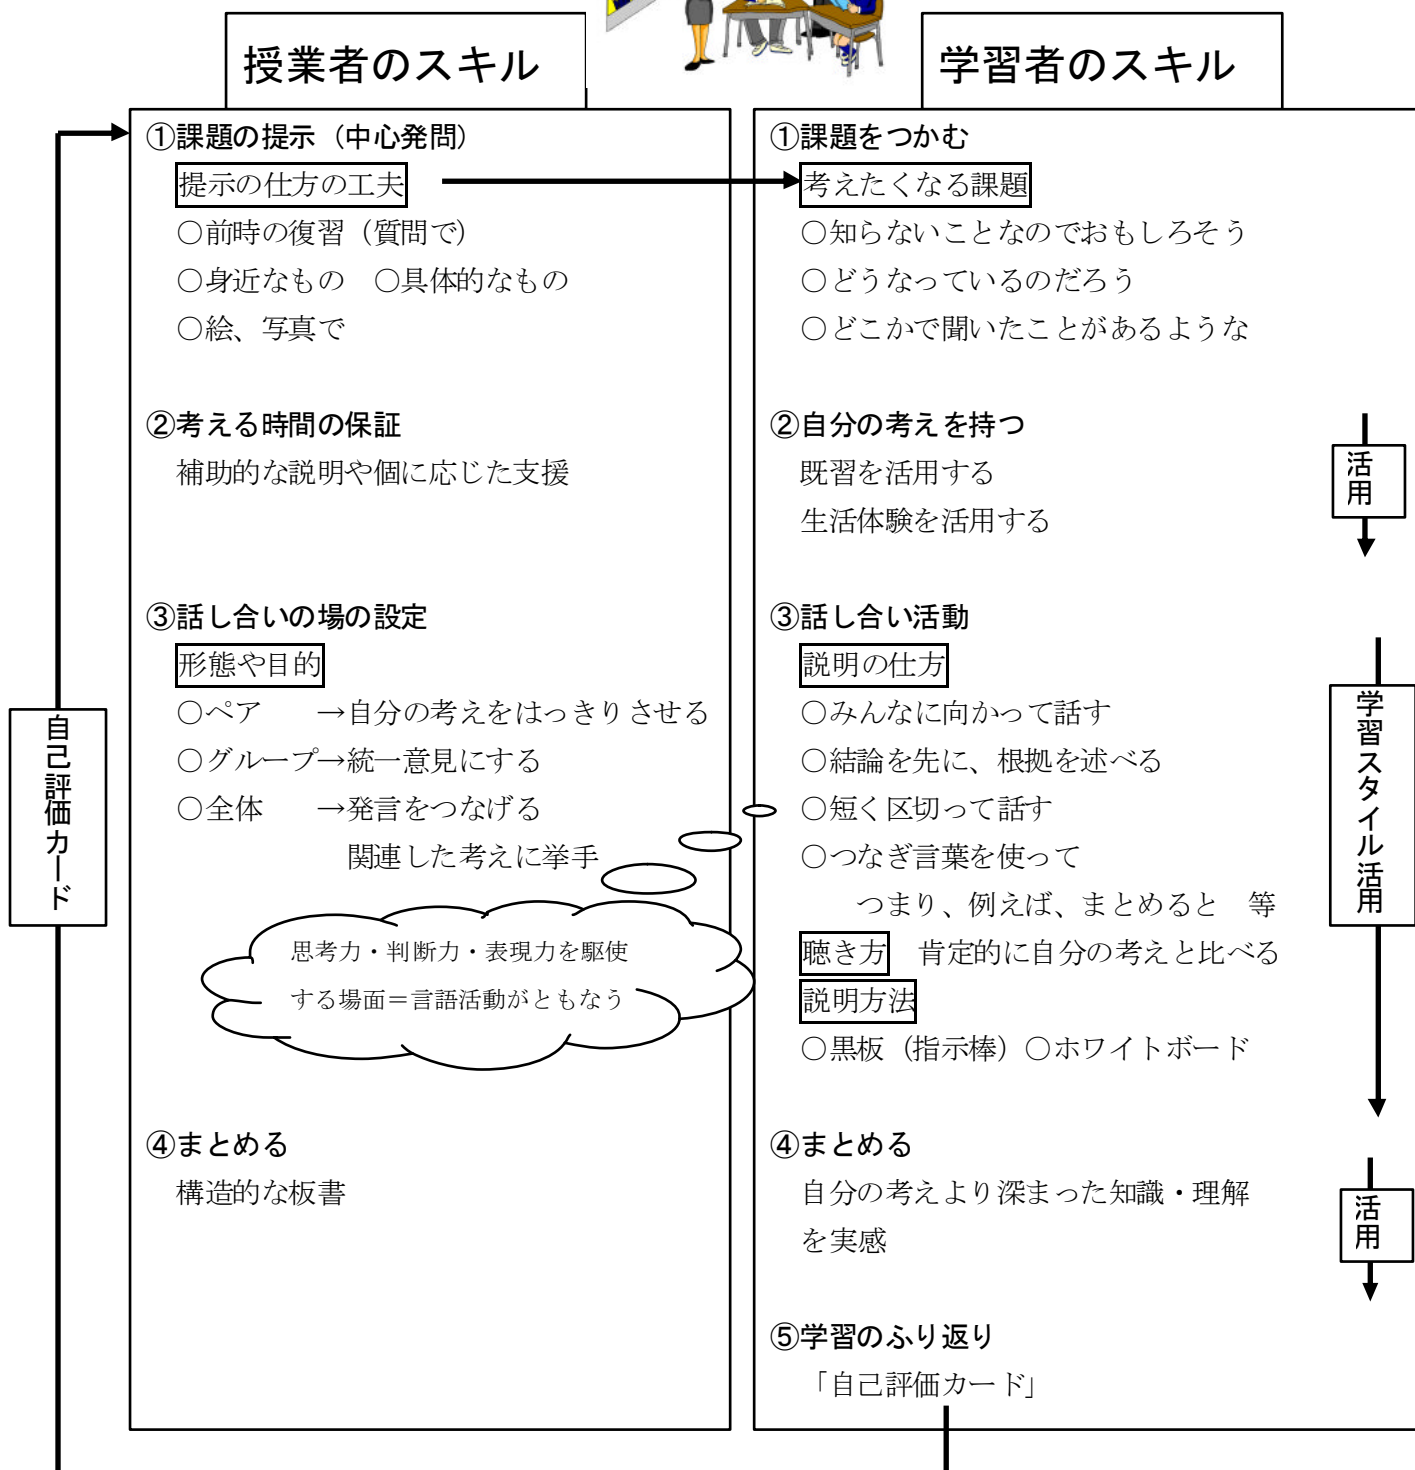 授業者のスキル
①課題の提示（中心発問）
提示の仕方の工夫
○前時の復習（質問で）
○身近なもの　○具体的なもの
○絵、写真で
②考える時間の保証
補助的な説明や個に応じた支援
③話し合いの場の設定
形態や目的
○ペア　　→自分の考えをはっきりさせる
○グループ→統一意見にする
○全体　　→発言をつなげる
関連した考えに挙手
思考力・判断力・表現力を駆使
する場面＝言語活動がともなう
④まとめる
構造的な板書
学習者のスキル
①課題をつかむ
考えたくなる課題
○知らないことなのでおもしろそう
○どうなっているのだろう
○どこかで聞いたことがあるような
②自分の考えを持つ
既習を活用する
生活体験を活用する
③話し合い活動
説明の仕方
○みんなに向かって話す
○結論を先に、根拠を述べる
○短く区切って話す
○つなぎ言葉を使って
つまり、例えば、まとめると　等
聴き方　肯定的に自分の考えと比べる
説明方法
○黒板（指示棒）○ホワイトボード
④まとめる
自分の考えより深まった知識・理解
を実感
⑤学習のふり返り
「自己評価カード」
自己評価カード
活用
学習スタイル活用
活用